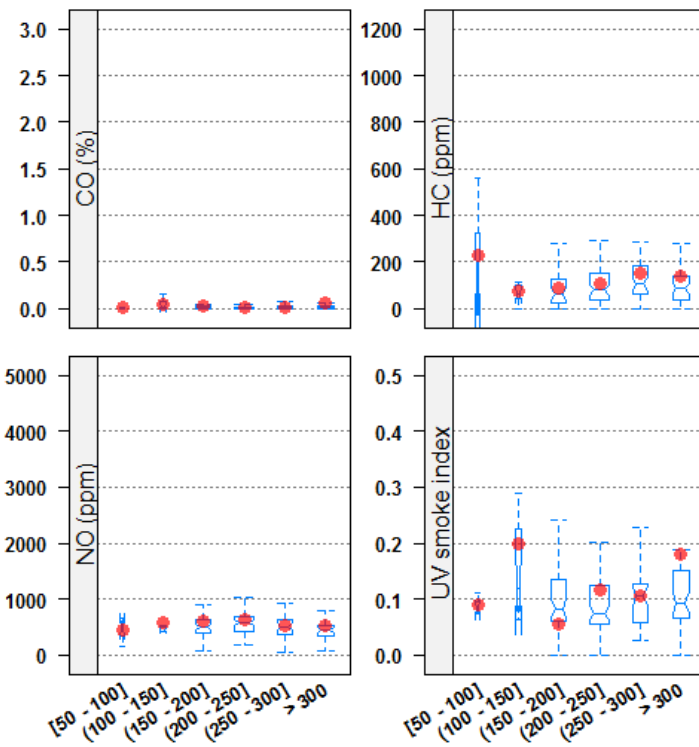 3.0
2.5
2.0
1.5
1.0
0.5
0.0
CO (%)
1200
1000
800
600
400
200
0
HC (ppm)
5000
4000
3000
2000
1000
0
NO (ppm)
0.5
0.4
0.3
0.2
0.1
0.0
UV smoke index
[50 - 100]
(100 - 150]
(150 - 200]
(200 - 250]
(250 - 300]
> 300
[50 - 100]
(100 - 150]
(150 - 200]
(200 - 250]
(250 - 300]
> 300